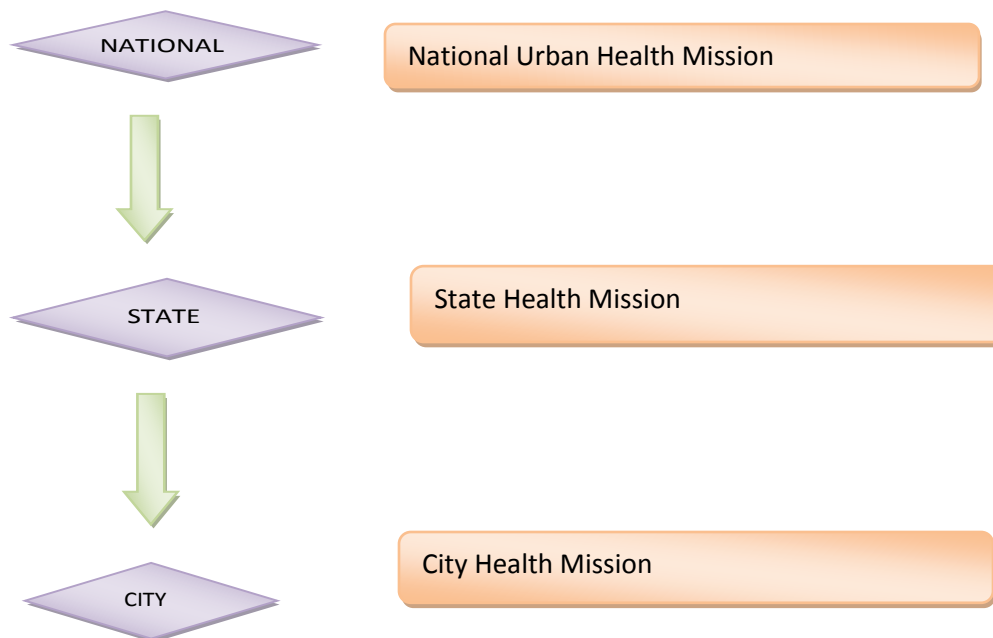 NATIONAL
National Urban Health Mission
STATE
State Health Mission
CITY
City Health Mission